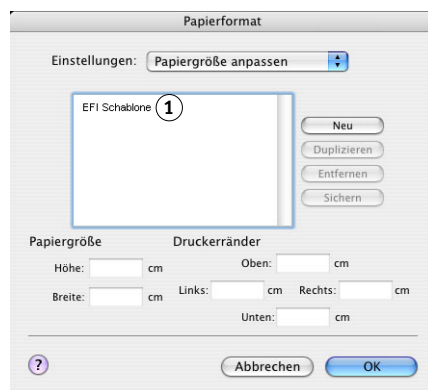 Papierformat
Einstellungen: Papiergröße anpassen
EFI Schablone 1
Neu
Duplizieren
Entfernen
Sichern
Papiergröße Druckerränder
Höhe: cm Oben: cm
Breite: cm Links: cm Rechts: cm
Unten: cm
? Abbrechen OK